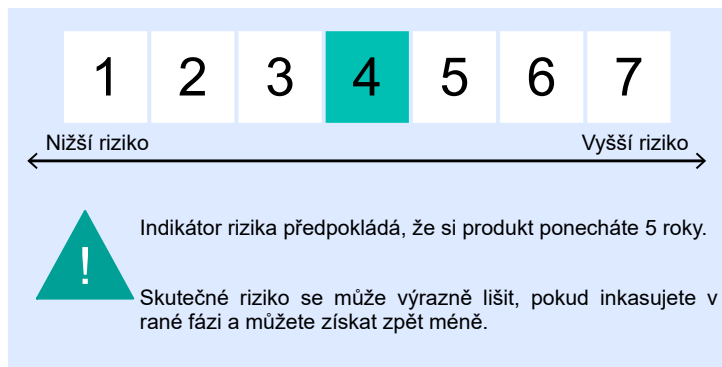 1 2 3 4 5 6 7
Nižší riziko Vyšší riziko
Indikátor rizika předpokládá, že si produkt ponecháte 5 roky.
!
Skutečné riziko se může výrazně lišit, pokud inkasujete v
rané fázi a můžete získat zpět méně.